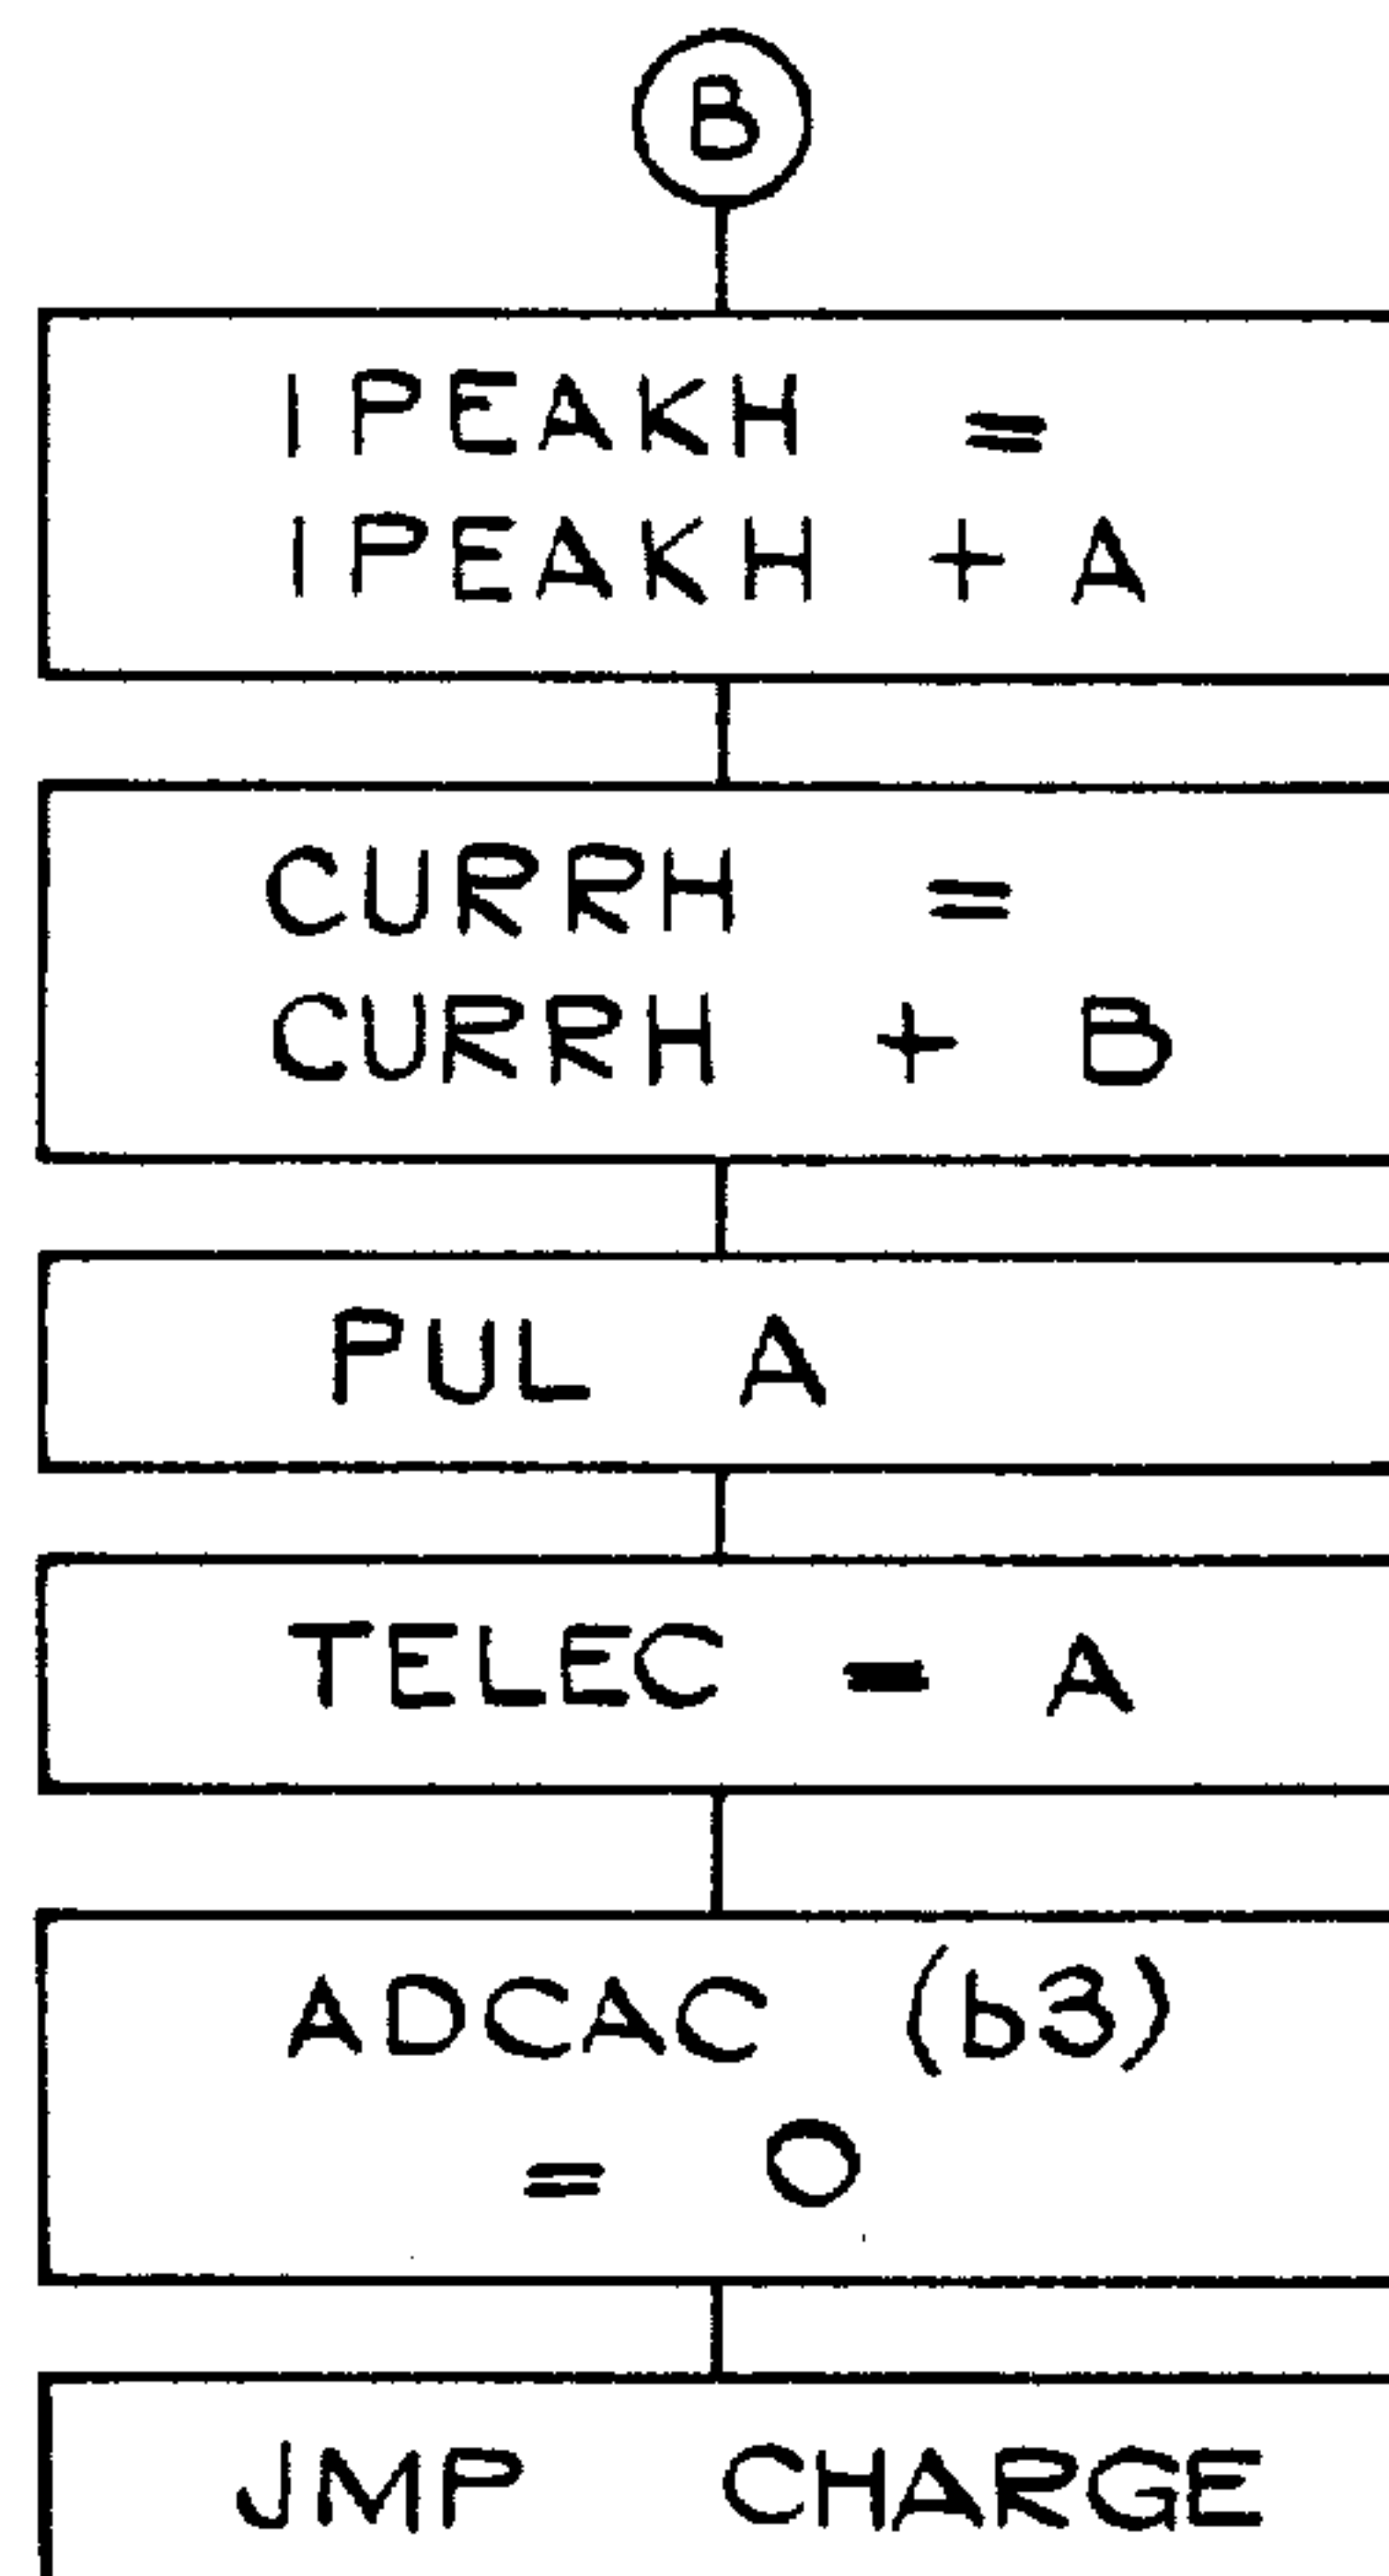 B
IPEAKH =
IPEAKH + A
CURRH =
CURRH + B
PUL A
TELEC = A
ADCAC (b3)
= 0
JMP CHARGE